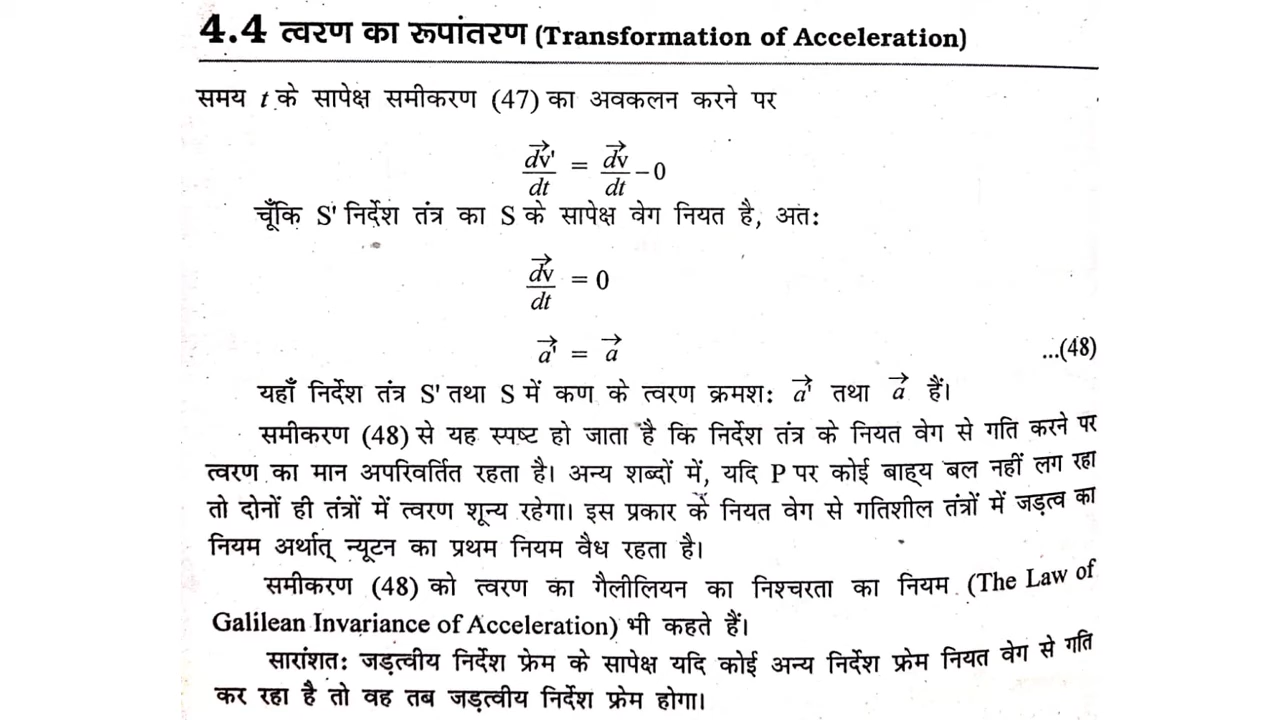 4.4 त्वरण का रूपांतरण (Transformation of Acceleration)
समय t के सापेक्ष समीकरण (47) का अवकलन करने पर
dv⃗'/dt = dv⃗/dt − 0
चूँकि S' निर्देश तंत्र का S के सापेक्ष वेग नियत है, अत:
dv⃗/dt = 0
a⃗' = a⃗ ...(48)
यहाँ निर्देश तंत्र S' तथा S में कण के त्वरण क्रमश: a⃗' तथा a⃗ हैं।
समीकरण (48) से यह स्पष्ट हो जाता है कि निर्देश तंत्र के नियत वेग से गति करने पर
त्वरण का मान अपरिवर्तित रहता है। अन्य शब्दों में, यदि P पर कोई बाह्य बल नहीं लग रहा
तो दोनों ही तंत्रों में त्वरण शून्य रहेगा। इस प्रकार के नियत वेग से गतिशील तंत्रों में जड़त्व का
नियम अर्थात् न्यूटन का प्रथम नियम वैध रहता है।
समीकरण (48) को त्वरण का गैलीलियन का निश्चरता का नियम (The Law of
Galilean Invariance of Acceleration) भी कहते हैं।
सारांशत: जड़त्वीय निर्देश फ्रेम के सापेक्ष यदि कोई अन्य निर्देश फ्रेम नियत वेग से गति
कर रहा है तो वह तब जड़त्वीय निर्देश फ्रेम होगा।